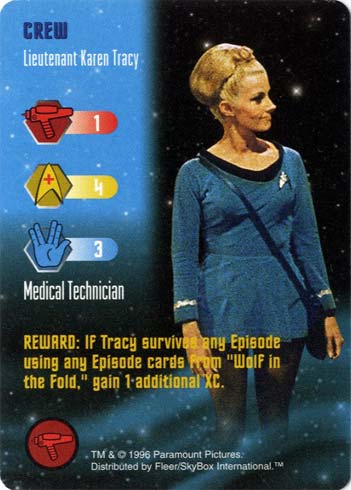 CREW
Lieutenant Karen Tracy
1
4
3
Medical Technician
REWARD: If Tracy survives any Episode
using any Episode cards from "Wolf in
the Fold," gain 1 additional XC.
TM & © 1996 Paramount Pictures.
Distributed by Fleer/SkyBox International.™